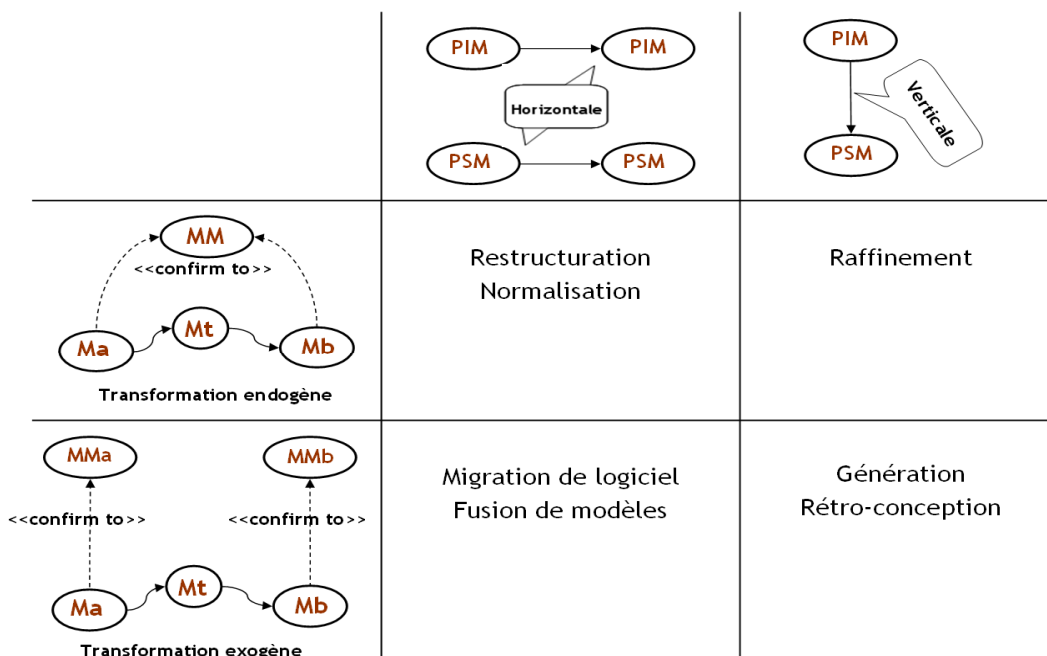 PIM
PIM
Horizontale
PSM
PSM
PIM
Verticale
PSM
MM
<<confirm to>>
Ma
Mt
Mb
Transformation endogène
Restructuration
Normalisation
Raffinement
MMa
MMb
<<confirm to>>
<<confirm to>>
Ma
Mt
Mb
Transformation exogène
Migration de logiciel
Fusion de modèles
Génération
Rétro-conception